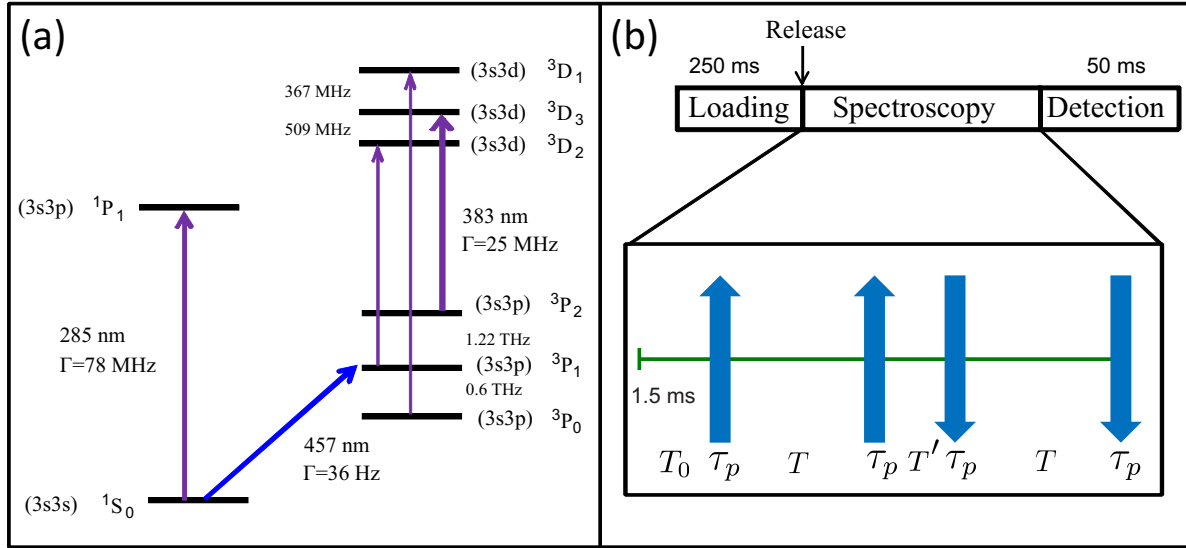 (a)
(3s3d) ³D₁
367 MHz
(3s3d) ³D₃
509 MHz
(3s3d) ³D₂
(3s3p) ¹P₁
383 nm
Γ=25 MHz
(3s3p) ³P₂
285 nm
Γ=78 MHz
1.22 THz
(3s3p) ³P₁
0.6 THz
(3s3p) ³P₀
457 nm
Γ=36 Hz
(3s3s) ¹S₀
(b)
Release
250 ms
50 ms
Loading
Spectroscopy
Detection
1.5 ms
T₀ τₚ T τₚ T′ τₚ T τₚ